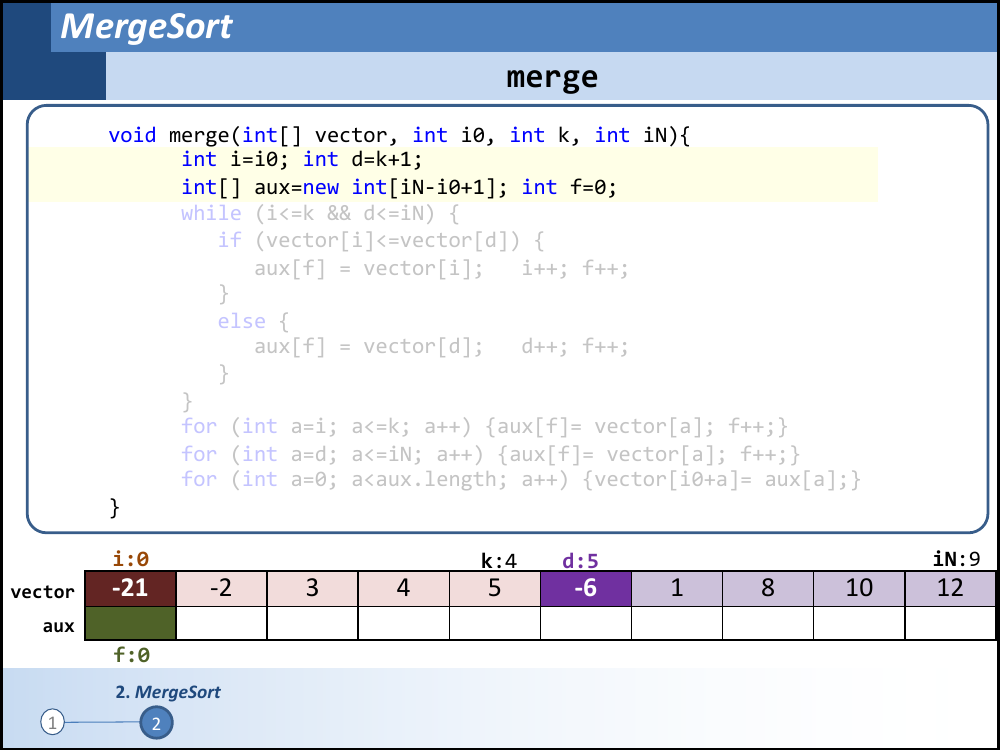 MergeSort
merge
void merge(int[] vector, int i0, int k, int iN){
int i=i0; int d=k+1;
int[] aux=new int[iN-i0+1]; int f=0;
while (i<=k && d<=iN) {
if (vector[i]<=vector[d]) {
aux[f] = vector[i];   i++; f++;
}
else {
aux[f] = vector[d];   d++; f++;
}
}
for (int a=i; a<=k; a++) {aux[f]= vector[a]; f++;}
for (int a=d; a<=iN; a++) {aux[f]= vector[a]; f++;}
for (int a=0; a<aux.length; a++) {vector[i0+a]= aux[a];}
}
i:0 k:4 d:5 iN:9
vector -21 -2 3 4 5 -6 1 8 10 12
aux
f:0
2. MergeSort
1 2